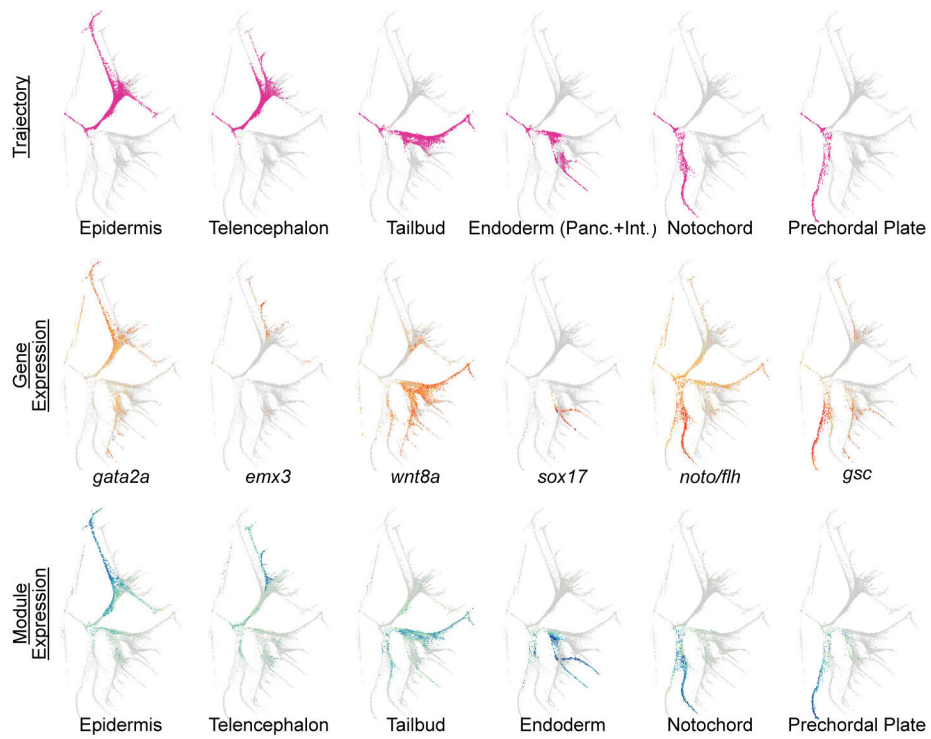 Trajectory
Epidermis
Telencephalon
Tailbud
Endoderm (Panc.+Int.)
Notochord
Prechordal Plate
Gene
Expression
gata2a
emx3
wnt8a
sox17
noto/flh
gsc
Module
Expression
Epidermis
Telencephalon
Tailbud
Endoderm
Notochord
Prechordal Plate